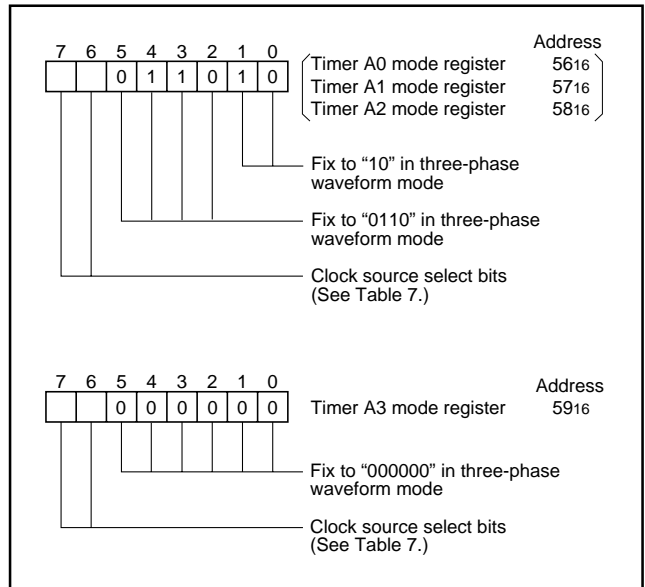 Address
7 6 5 4 3 2 1 0
0 1 1 0 1 0
Timer A0 mode register 5616
Timer A1 mode register 5716
Timer A2 mode register 5816
Fix to “10” in three-phase
waveform mode
Fix to “0110” in three-phase
waveform mode
Clock source select bits
(See Table 7.)
7 6 5 4 3 2 1 0
Address
0 0 0 0 0 0
Timer A3 mode register 5916
Fix to “000000” in three-phase
waveform mode
Clock source select bits
(See Table 7.)